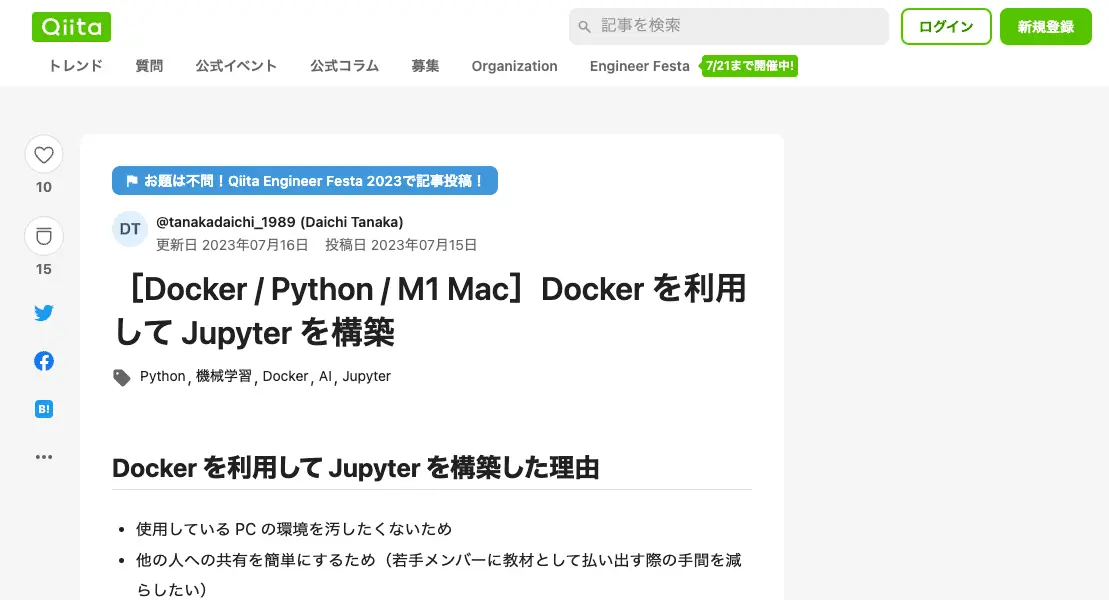 Qiita
記事を検索
ログイン
新規登録
トレンド 質問 公式イベント 公式コラム 募集 Organization Engineer Festa 7/21まで開催中!
10
15
B!
お題は不問！Qiita Engineer Festa 2023で記事投稿！
DT
@tanakadaichi_1989 (Daichi Tanaka)
更新日 2023年07月16日 投稿日 2023年07月15日
［Docker / Python / M1 Mac］Docker を利用
して Jupyter を構築
Python, 機械学習, Docker, AI, Jupyter
Docker を利用して Jupyter を構築した理由
• 使用している PC の環境を汚したくないため
• 他の人への共有を簡単にするため（若手メンバーに教材として払い出す際の手間を減
らしたい）